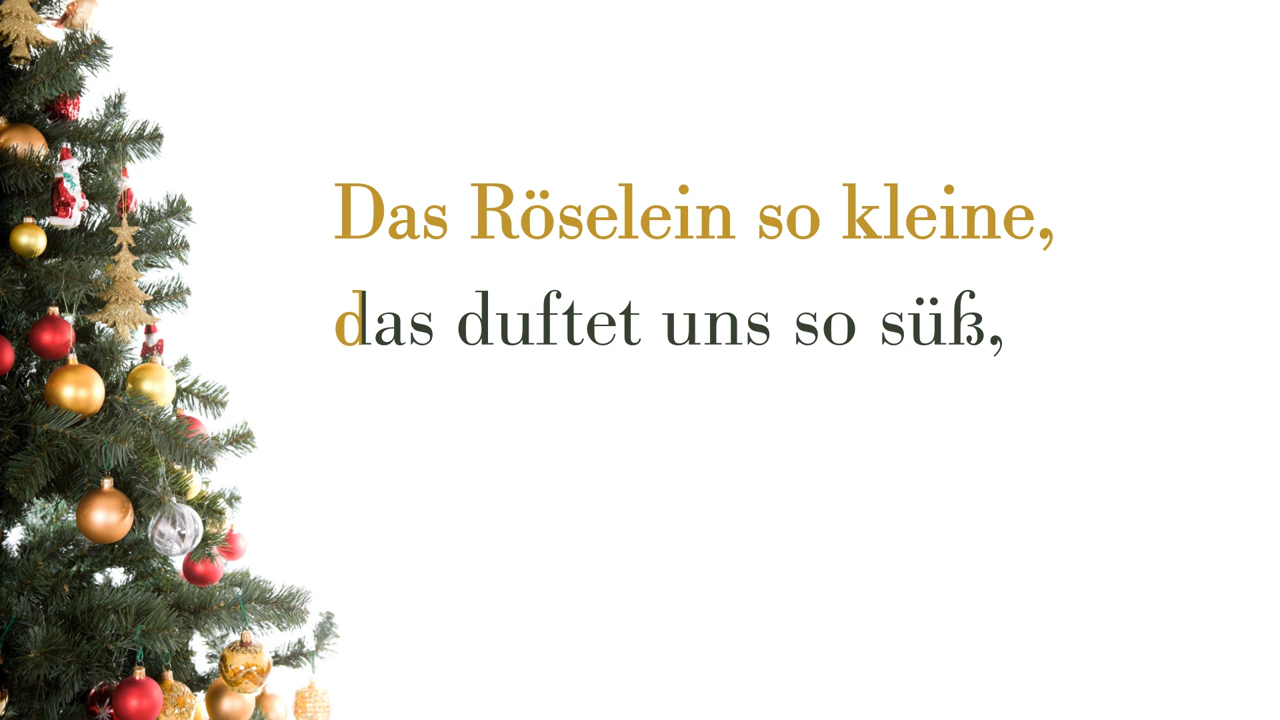 Das Röselein so kleine,
das duftet uns so süß,